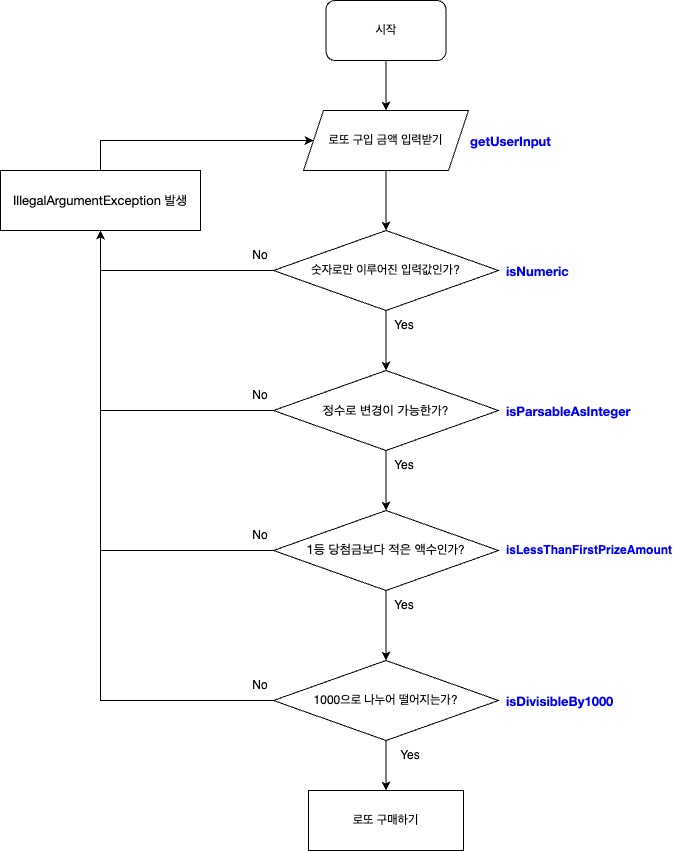 시작
로또 구입 금액 입력받기
getUserInput
IllegalArgumentException 발생
No
숫자로만 이루어진 입력값인가?
isNumeric
Yes
No
정수로 변경이 가능한가?
isParsableAsInteger
Yes
No
1등 당첨금보다 적은 액수인가?
isLessThanFirstPrizeAmount
Yes
No
1000으로 나누어 떨어지는가?
isDivisibleBy1000
Yes
로또 구매하기